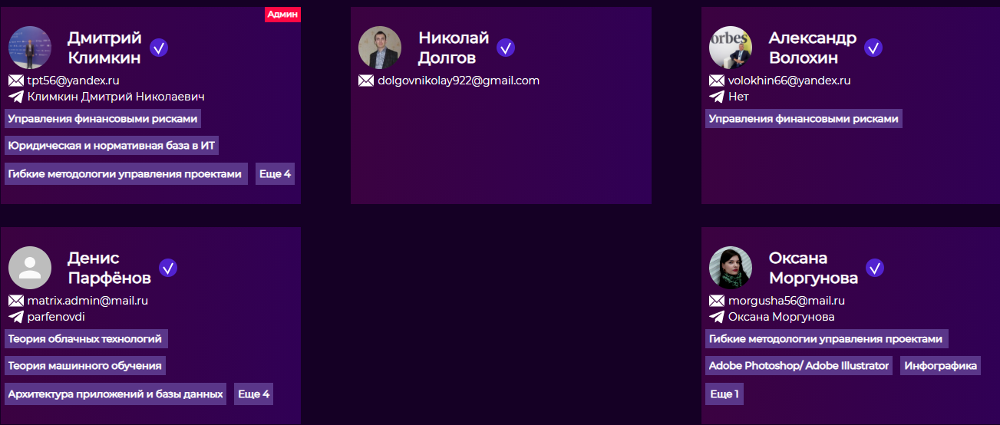 Админ
Дмитрий
Климкин
tpt56@yandex.ru
Климкин Дмитрий Николаевич
Управления финансовыми рисками
Юридическая и нормативная база в ИТ
Гибкие методологии управления проектами
Еще 4
Николай
Долгов
dolgovnikolay922@gmail.com
orbes
Александр
Волохин
volokhin66@yandex.ru
Нет
Управления финансовыми рисками
Денис
Парфёнов
matrix.admin@mail.ru
parfenovdi
Теория облачных технологий
Теория машинного обучения
Архитектура приложений и базы данных
Еще 4
Оксана
Моргунова
morgusha56@mail.ru
Оксана Моргунова
Гибкие методологии управления проектами
Adobe Photoshop/ Adobe Illustrator
Инфографика
Еще 1